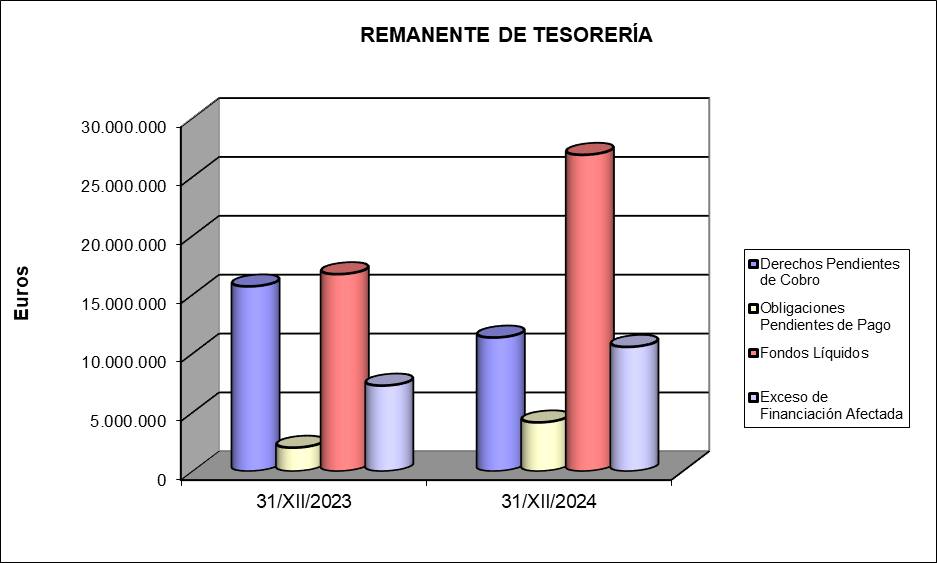 REMANENTE DE TESORERÍA
30.000.000
25.000.000
20.000.000
15.000.000
10.000.000
5.000.000
0
Euros
31/XII/2023
31/XII/2024
Derechos Pendientes
de Cobro
Obligaciones
Pendientes de Pago
Fondos Líquidos
Exceso de
Financiación Afectada